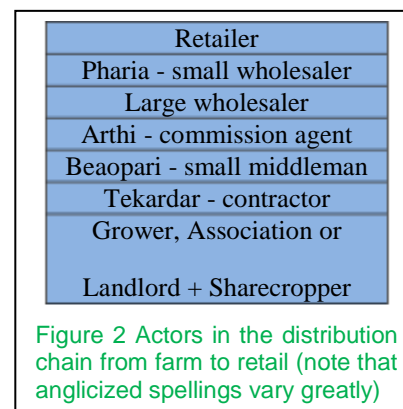 Retailer
Pharia - small wholesaler
Large wholesaler
Arthi - commission agent
Beaopari - small middleman
Tekardar - contractor
Grower, Association or
Landlord + Sharecropper
Figure 2 Actors in the distribution
chain from farm to retail (note that
anglicized spellings vary greatly)